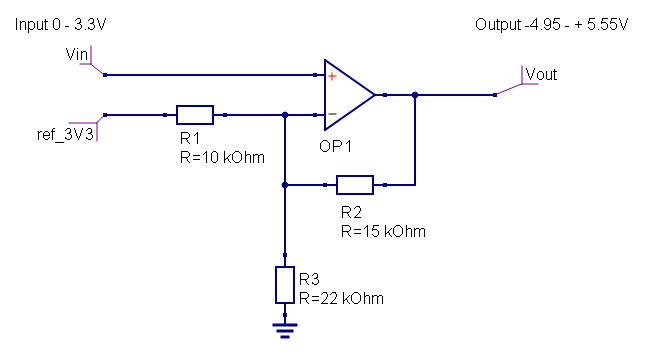 Input 0 - 3.3V
Output -4.95 - + 5.55V
Vin
Vout
+
-
ref_3V3
R1
R=10 kOhm
OP1
R2
R=15 kOhm
R3
R=22 kOhm